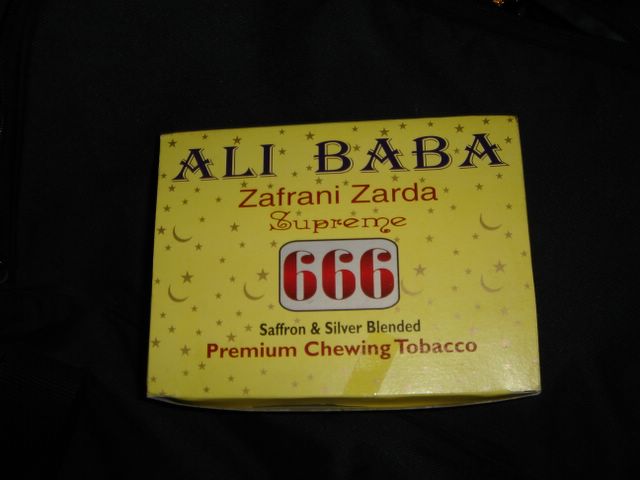 ALI BABA
Zafrani Zarda
Supreme
666
Saffron & Silver Blended
Premium Chewing Tobacco